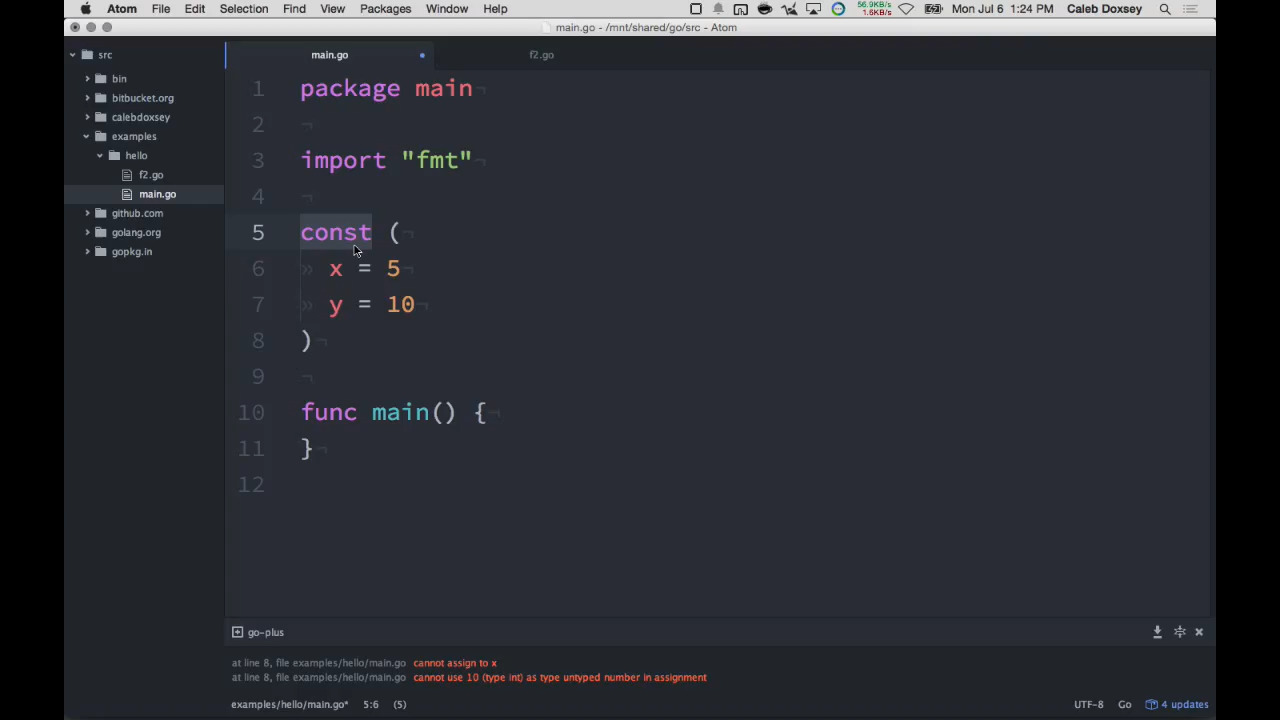 Atom File Edit Selection Find View Packages Window Help 56.9KB/s 1.6KB/s Mon Jul 6 1:24 PM Caleb Doxsey
main.go - /mnt/shared/go/src - Atom
src
bin
bitbucket.org
calebdoxsey
examples
hello
f2.go
main.go
github.com
golang.org
gopkg.in
main.go f2.go
1 package main¬
2 ¬
3 import "fmt"¬
4 ¬
5 const (¬
6 » x = 5¬
7 » y = 10¬
8 )¬
9 ¬
10 func main() {¬
11 }¬
12
go-plus
at line 8, file examples/hello/main.go cannot assign to x
at line 8, file examples/hello/main.go cannot use 10 (type int) as type untyped number in assignment
examples/hello/main.go* 5:6 (5) UTF-8 Go 4 updates